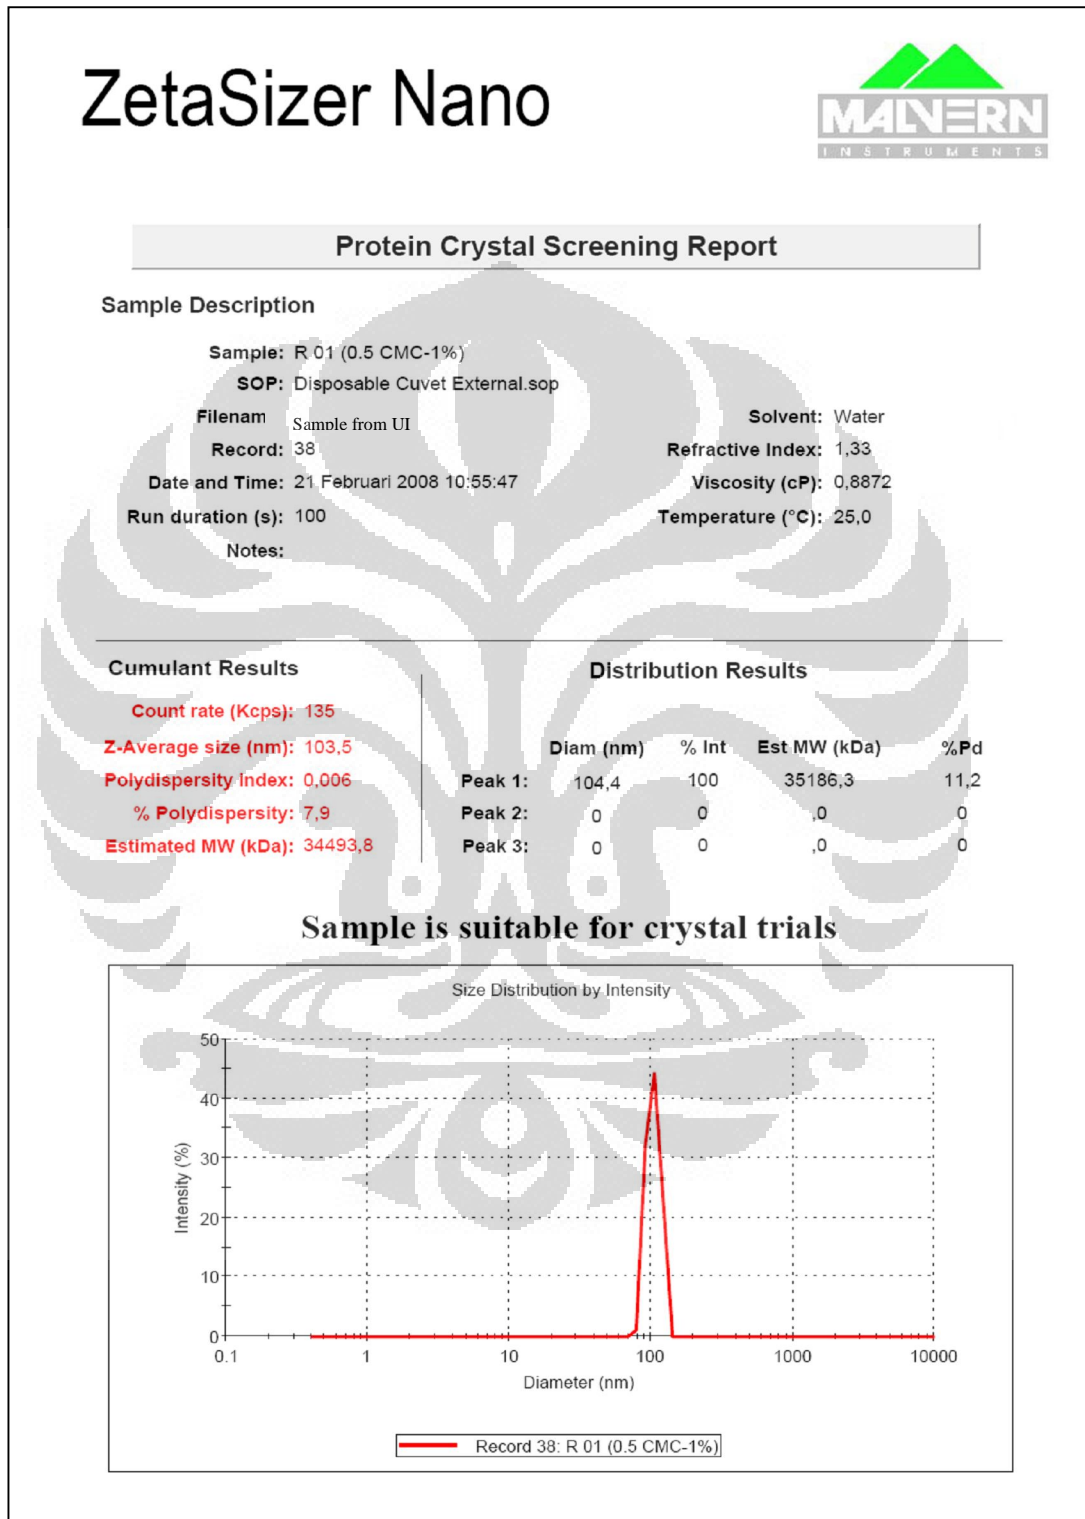 ZetaSizer Nano
MALVERN
INSTRUMENTS
Protein Crystal Screening Report
Sample Description
Sample: R 01 (0.5 CMC-1%)
SOP: Disposable Cuvet External.sop
Filenam Sample from UI Solvent: Water
Record: 38 Refractive Index: 1,33
Date and Time: 21 Februari 2008 10:55:47 Viscosity (cP): 0,8872
Run duration (s): 100 Temperature (°C): 25,0
Notes:
Cumulant Results
Count rate (Kcps): 135
Z-Average size (nm): 103,5
Polydispersity Index: 0,006
% Polydispersity: 7,9
Estimated MW (kDa): 34493,8
Distribution Results
Diam (nm) % Int Est MW (kDa) %Pd
Peak 1: 104,4 100 35186,3 11,2
Peak 2: 0 0 ,0 0
Peak 3: 0 0 ,0 0
Sample is suitable for crystal trials
Size Distribution by Intensity
50
40
30
20
10
0
Intensity (%)
0.1 1 10 100 1000 10000
Diameter (nm)
Record 38: R 01 (0.5 CMC-1%)